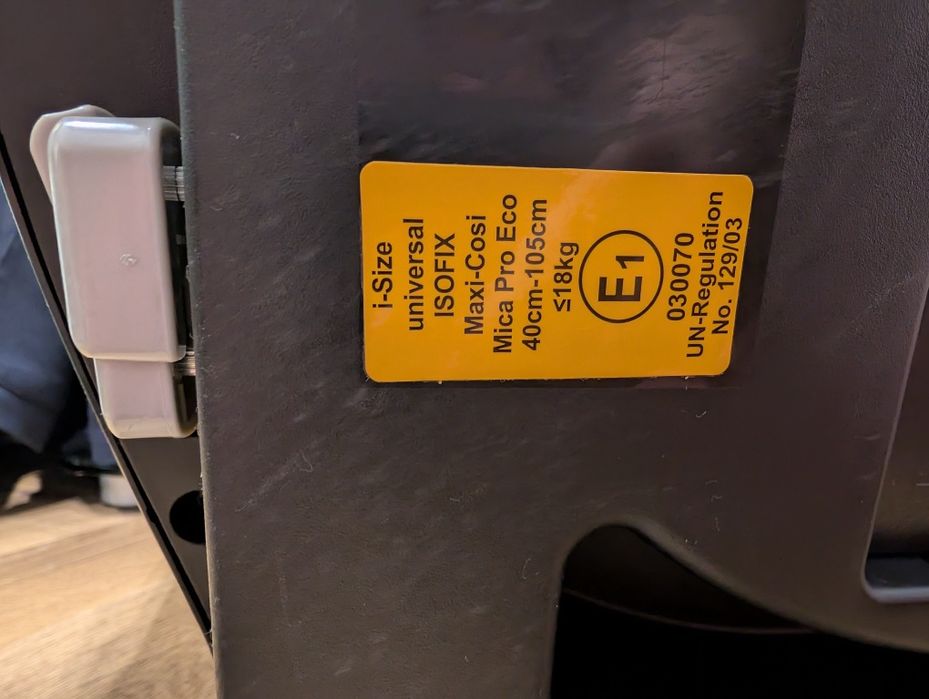 i-Size
universal
ISOFIX
Maxi-Cosi
Mica Pro Eco
40cm-105cm
≤18kg
E1
030070
UN-Regulation
No. 129/03